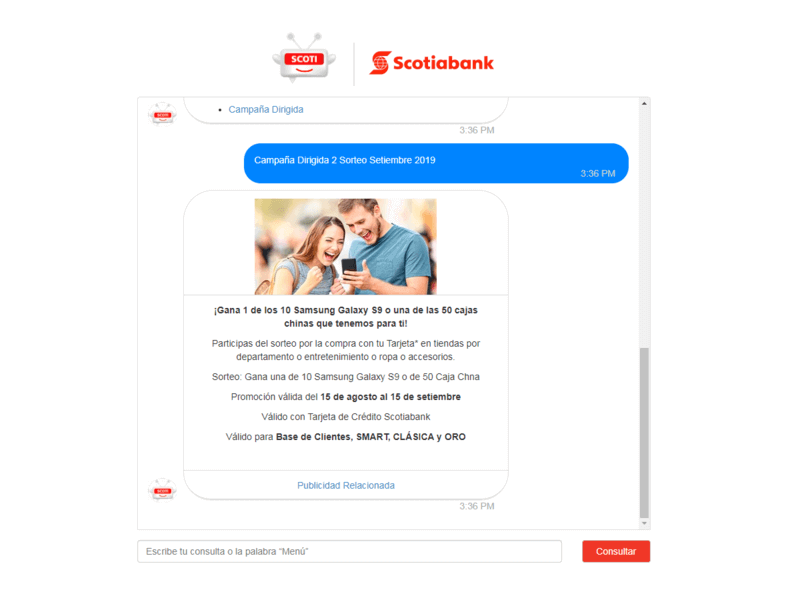 SCOTI
Scotiabank
SCOTI
Campaña Dirigida
3:36 PM
Campaña Dirigida 2 Sorteo Setiembre 2019
3:36 PM
¡Gana 1 de los 10 Samsung Galaxy S9 o una de las 50 cajas
chinas que tenemos para ti!
Participas del sorteo por la compra con tu Tarjeta* en tiendas por
departamento o entretenimiento o ropa o accesorios.
Sorteo: Gana una de 10 Samsung Galaxy S9 o de 50 Caja Chna
Promoción válida del 15 de agosto al 15 de setiembre
Válido con Tarjeta de Crédito Scotiabank
Válido para Base de Clientes, SMART, CLÁSICA y ORO
SCOTI
Publicidad Relacionada
3:36 PM
Escribe tu consulta o la palabra "Menú"
Consultar